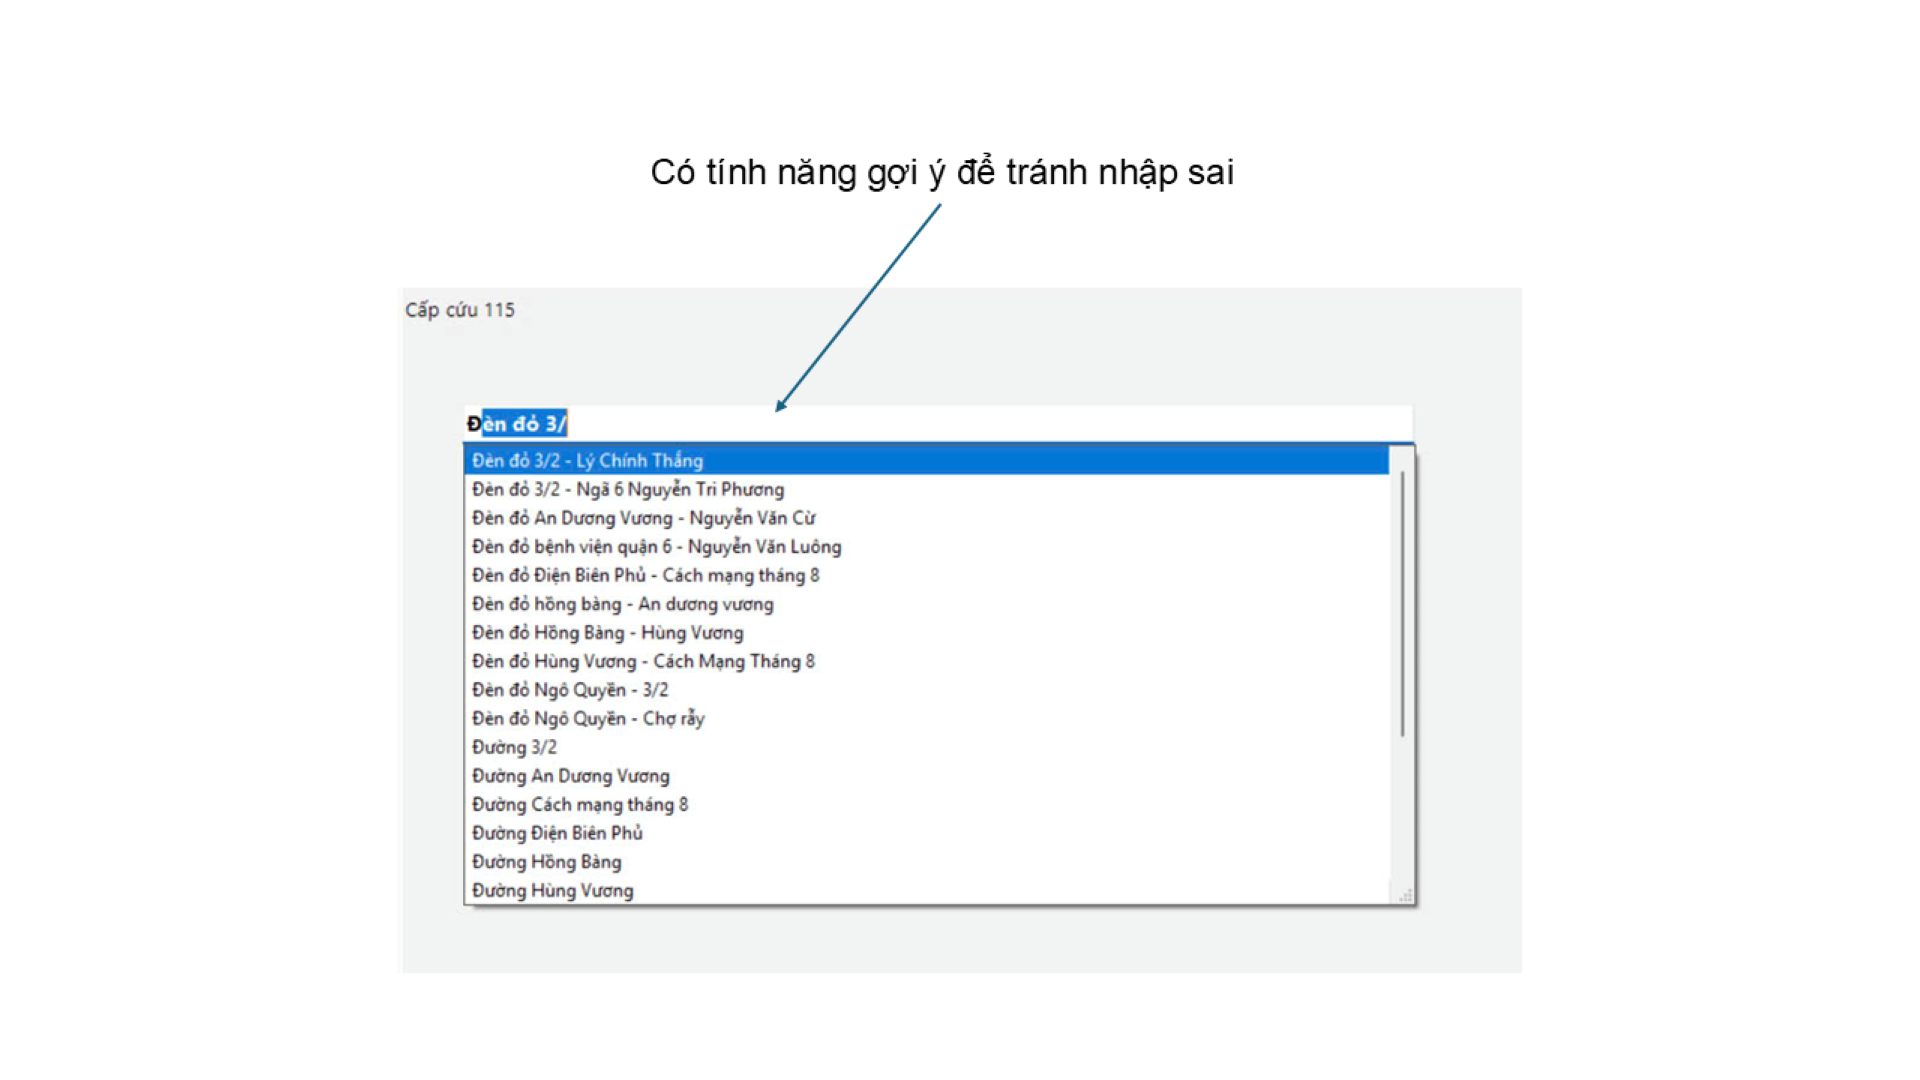 Có tính năng gợi ý để tránh nhập sai
Cấp cứu 115
Đèn đỏ 3/
Đèn đỏ 3/2 - Lý Chính Thắng
Đèn đỏ 3/2 - Ngã 6 Nguyễn Tri Phương
Đèn đỏ An Dương Vương - Nguyễn Văn Cừ
Đèn đỏ bệnh viện quận 6 - Nguyễn Văn Luông
Đèn đỏ Điện Biên Phủ - Cách mạng tháng 8
Đèn đỏ hồng bàng - An dương vương
Đèn đỏ Hồng Bàng - Hùng Vương
Đèn đỏ Hùng Vương - Cách Mạng Tháng 8
Đèn đỏ Ngô Quyền - 3/2
Đèn đỏ Ngô Quyền - Chợ rẫy
Đường 3/2
Đường An Dương Vương
Đường Cách mạng tháng 8
Đường Điện Biên Phủ
Đường Hồng Bàng
Đường Hùng Vương